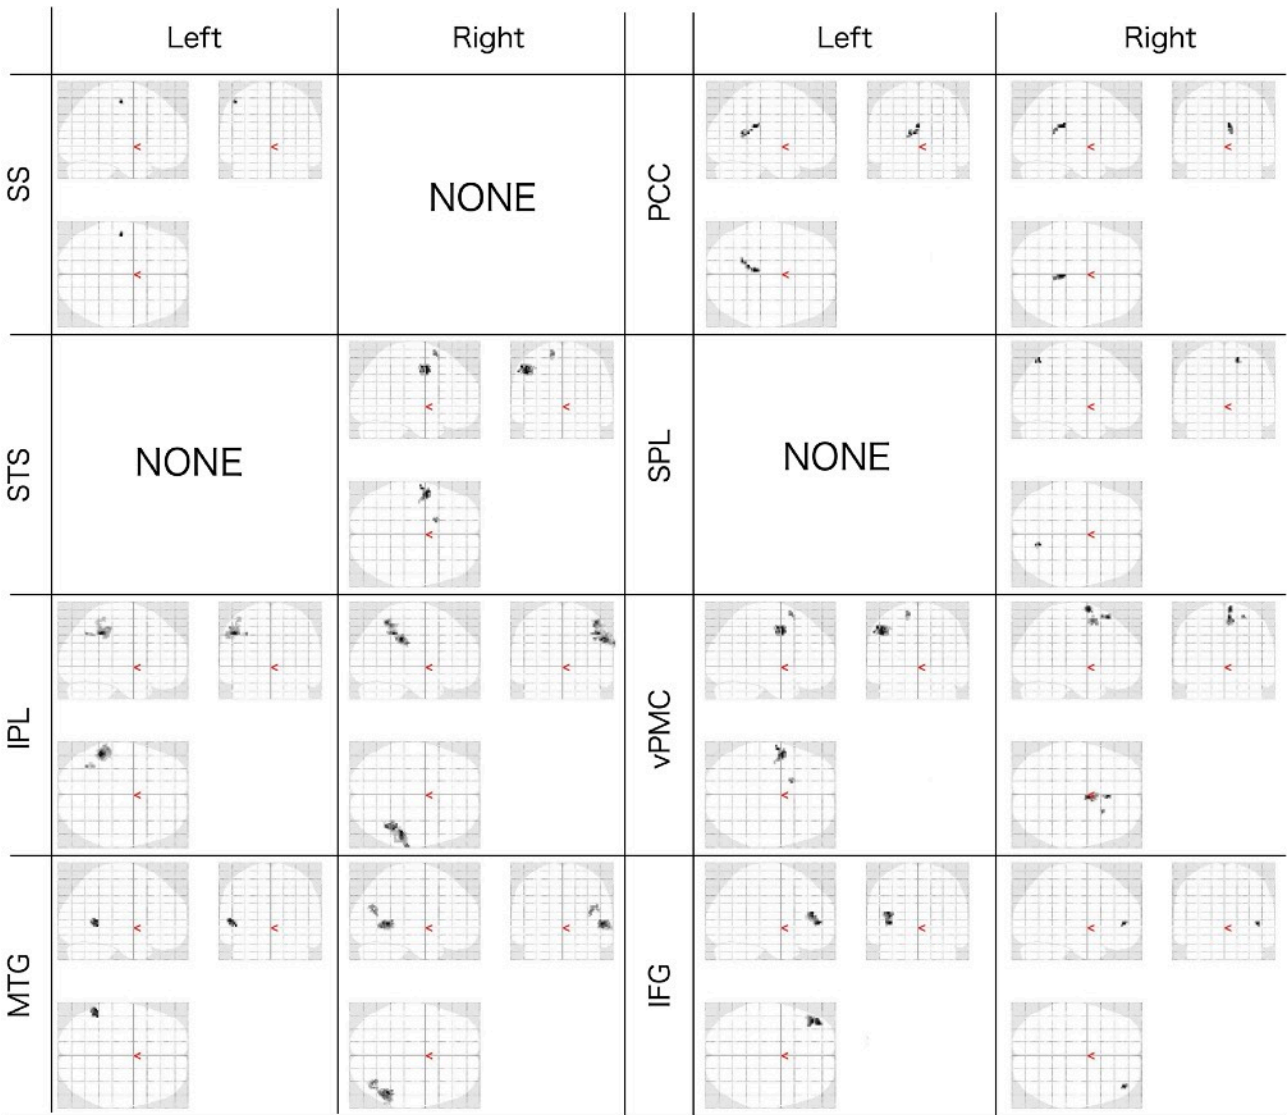 Left Right Left Right
SS NONE PCC
STS NONE SPL NONE
IPL vPMC
MTG IFG